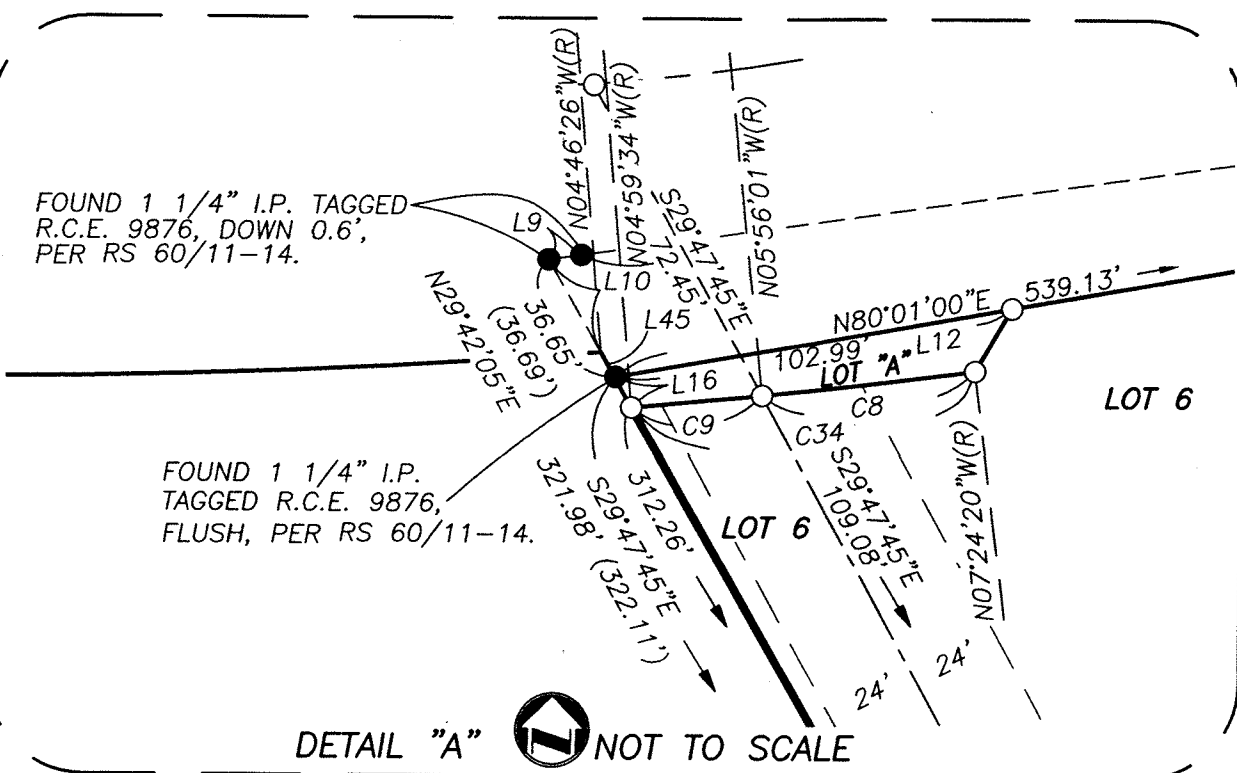 N04°46'26"W(R)
N04°59'34"W(R)
S29°47'45"E
72.45'
N05°56'01"W(R)
FOUND 1 1/4" I.P. TAGGED
R.C.E. 9876, DOWN 0.6',
PER RS 60/11-14.
L9
L10
N29°42'05"E
36.65'
(36.69')
L45
N80°01'00"E
539.13'
102.99'
L12
LOT "A"
L16
C9
C8
C34
LOT 6
FOUND 1 1/4" I.P.
TAGGED R.C.E. 9876,
FLUSH, PER RS 60/11-14.
321.98' (322.11')
S29°47'45"E
312.26'
LOT 6
S29°47'45"E
109.08'
N07°24'20"W(R)
24'
24'
DETAIL "A"
N
NOT TO SCALE